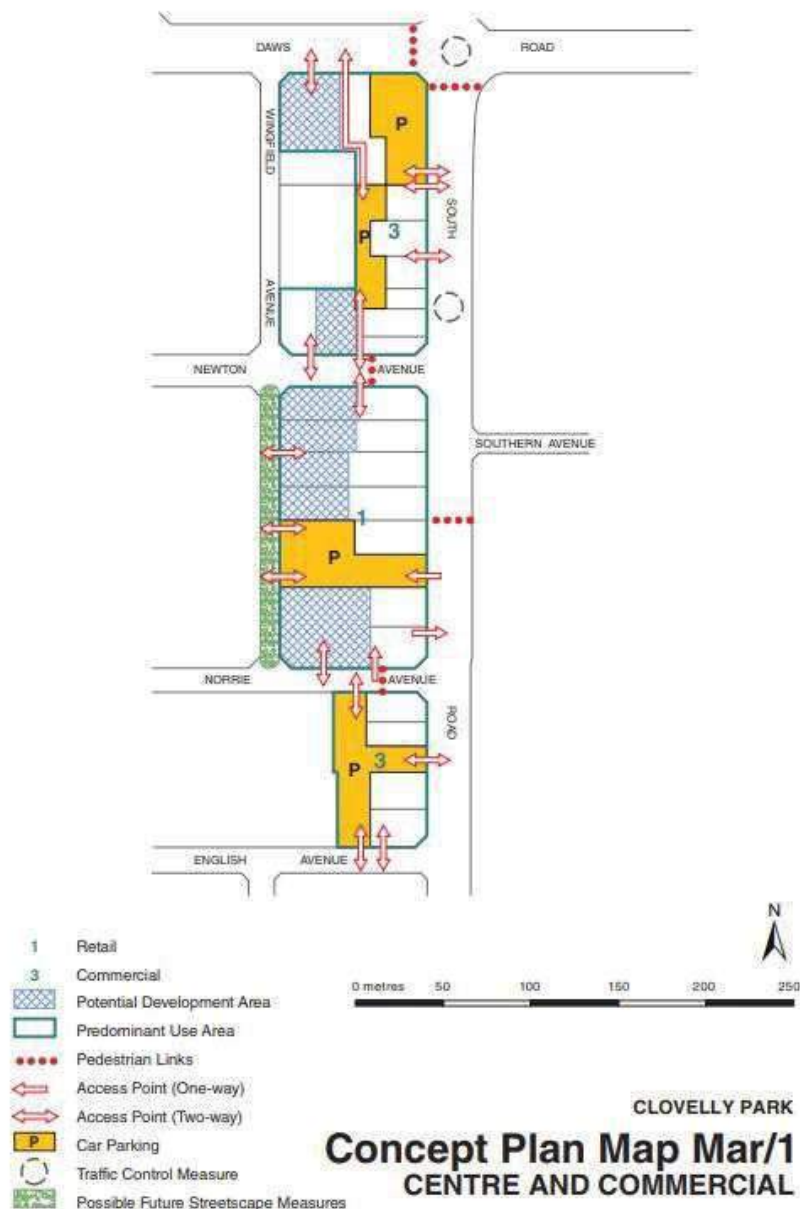 DAWS ROAD
WINGFIELD
P
SOUTH
P 3
AVENUE
NEWTON AVENUE
SOUTHERN AVENUE
1
P
NORRIE AVENUE
ROAD
3
P
ENGLISH AVENUE
N
1 Retail
3 Commercial
Potential Development Area
Predominant Use Area
Pedestrian Links
Access Point (One-way)
Access Point (Two-way)
P Car Parking
Traffic Control Measure
Possible Future Streetscape Measures
0 metres 50 100 150 200 250
CLOVELLY PARK
Concept Plan Map Mar/1
CENTRE AND COMMERCIAL